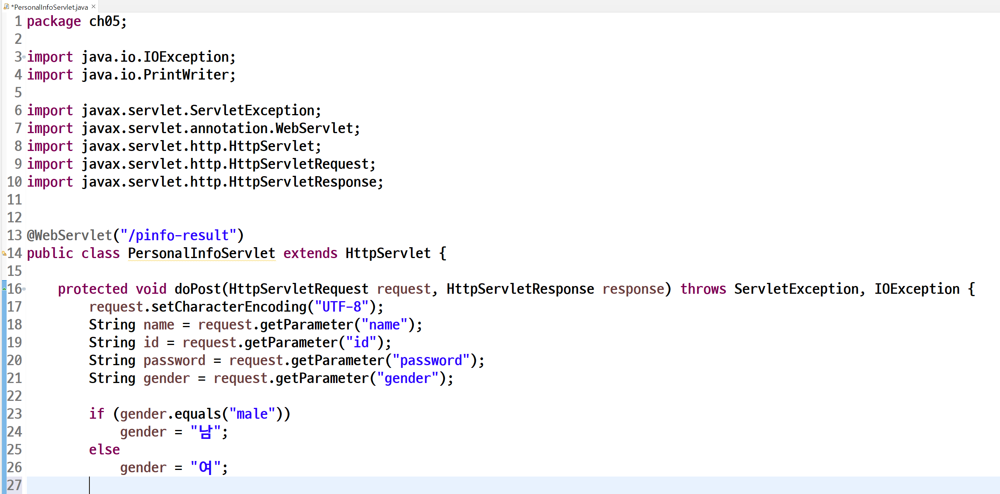 *PersonalInfoServlet.java
1 package ch05;
2
3 import java.io.IOException;
4 import java.io.PrintWriter;
5
6 import javax.servlet.ServletException;
7 import javax.servlet.annotation.WebServlet;
8 import javax.servlet.http.HttpServlet;
9 import javax.servlet.http.HttpServletRequest;
10 import javax.servlet.http.HttpServletResponse;
11
12
13 @WebServlet("/pinfo-result")
14 public class PersonalInfoServlet extends HttpServlet {
15
16     protected void doPost(HttpServletRequest request, HttpServletResponse response) throws ServletException, IOException {
17         request.setCharacterEncoding("UTF-8");
18         String name = request.getParameter("name");
19         String id = request.getParameter("id");
20         String password = request.getParameter("password");
21         String gender = request.getParameter("gender");
22
23         if (gender.equals("male"))
24             gender = "남";
25         else
26             gender = "여";
27